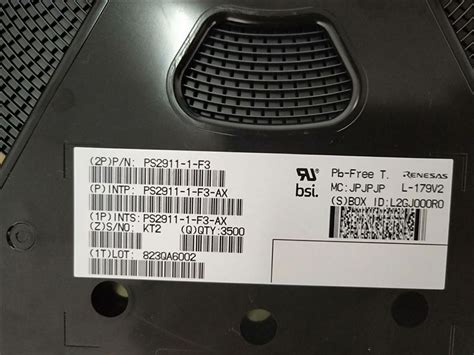 (2P)P/N: PS2911-1-F3
(P)INTP: PS2911-1-F3-AX
(1P)INTS: PS2911-1-F3-AX
(Z)S/NO: KT2 (Q)QTY: 3500
(1T)LOT: 823QA6002
bsi.
Pb-Free T. RENESAS
MC: JPJPJP L-179V2
(S)BOX ID: L2GJ000R0